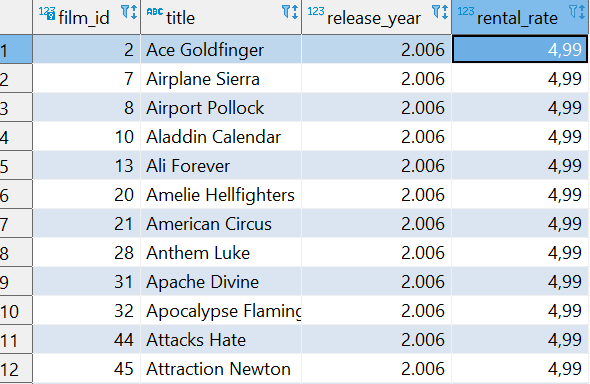 123 film_id ABC title 123 release_year 123 rental_rate
1 2 Ace Goldfinger 2.006 4,99
2 7 Airplane Sierra 2.006 4,99
3 8 Airport Pollock 2.006 4,99
4 10 Aladdin Calendar 2.006 4,99
5 13 Ali Forever 2.006 4,99
6 20 Amelie Hellfighters 2.006 4,99
7 21 American Circus 2.006 4,99
8 28 Anthem Luke 2.006 4,99
9 31 Apache Divine 2.006 4,99
10 32 Apocalypse Flaming 2.006 4,99
11 44 Attacks Hate 2.006 4,99
12 45 Attraction Newton 2.006 4,99